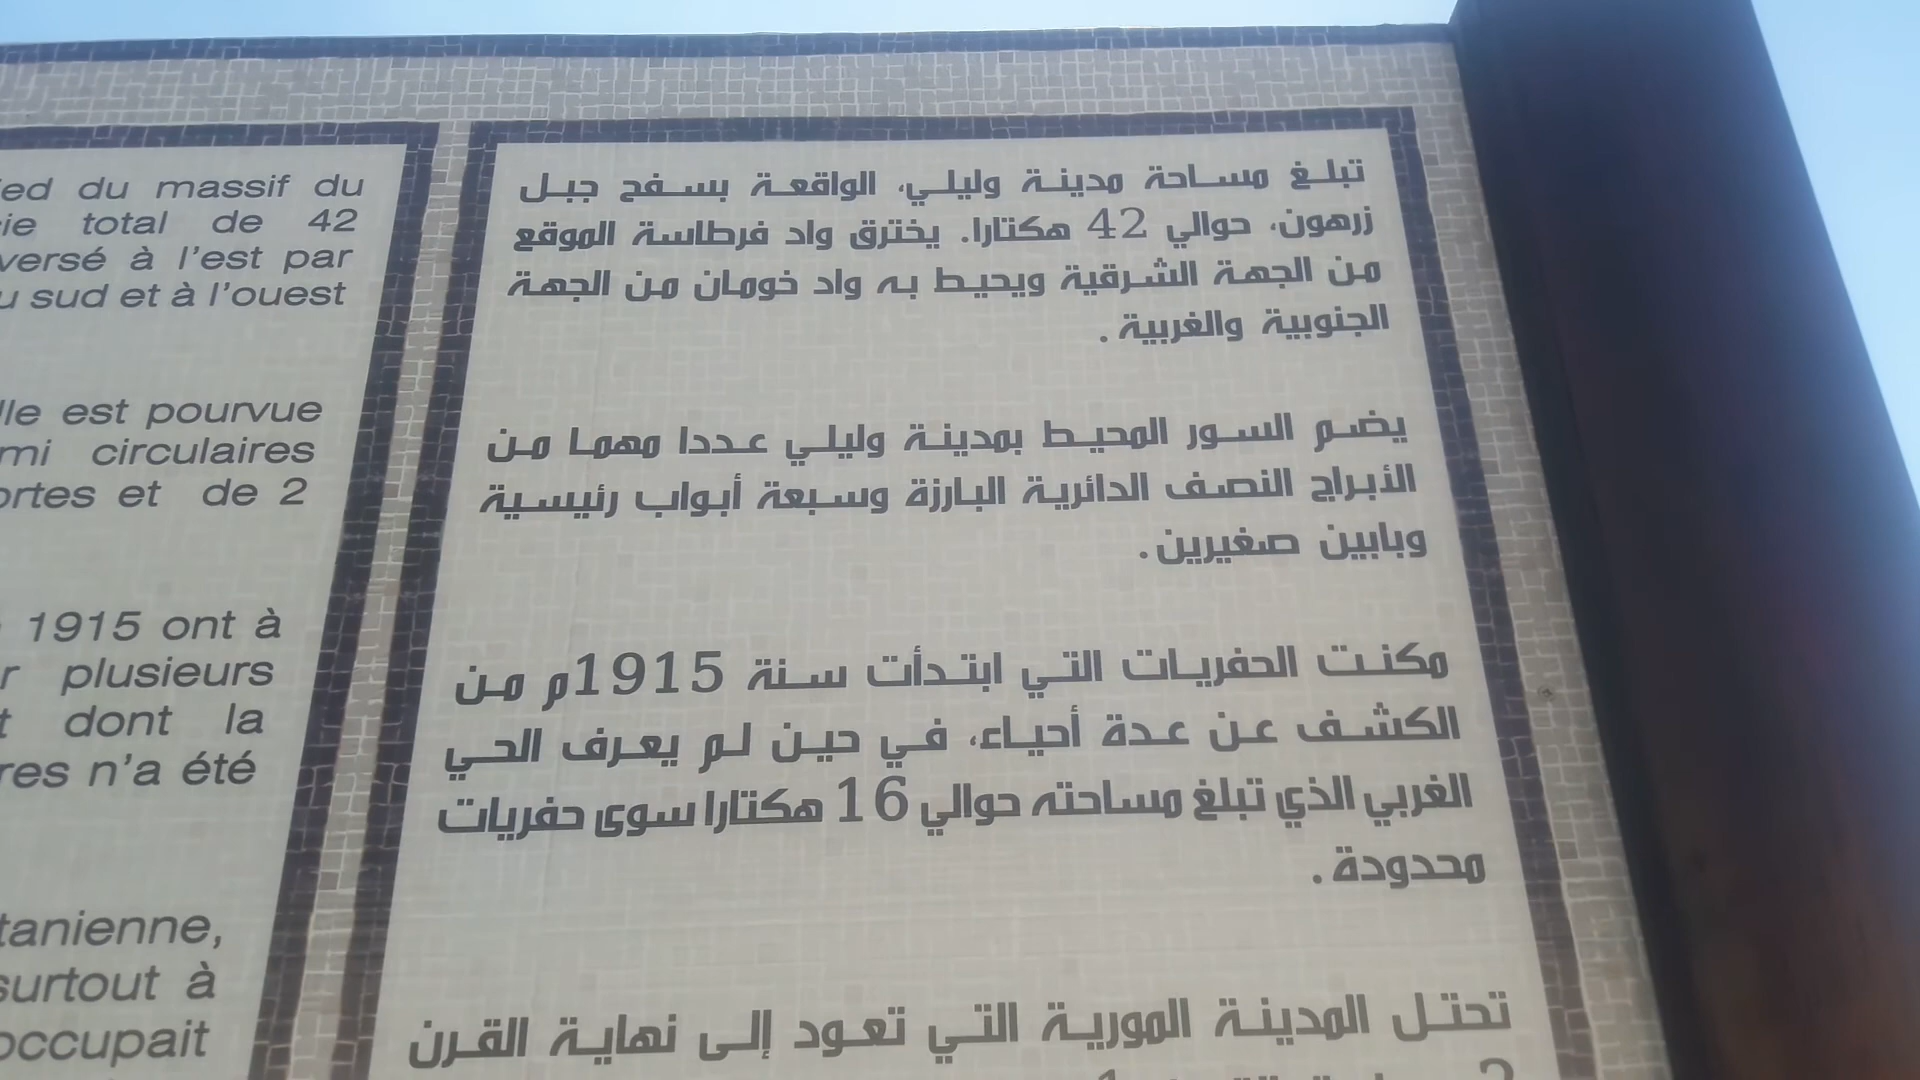 ed du massif du
ie total de 42
versé à l'est par
u sud et à l'ouest
lle est pourvue
mi circulaires
ortes et de 2
1915 ont à
r plusieurs
t dont la
res n'a été
tanienne,
surtout à
occupait
تبلغ مساحة مدينة وليلي، الواقعة بسفح جبل
زرهون، حوالي 42 هكتارا. يخترق واد فرطاسة الموقع
من الجهة الشرقية ويحيط به واد خومان من الجهة
الجنوبية والغربية .
يضم السور المحيط بمدينة وليلي عددا مهما من
الأبراج النصف الدائرية البارزة وسبعة أبواب رئيسية
وبابين صغيرين .
مكنت الحفريات التي ابتدأت سنة 1915م من
الكشف عن عدة أحياء، في حين لم يعرف الحي
الغربي الذي تبلغ مساحته حوالي 16 هكتارا سوى حفريات
محدودة .
تحتل المدينة المورية التي تعود إلى نهاية القرن